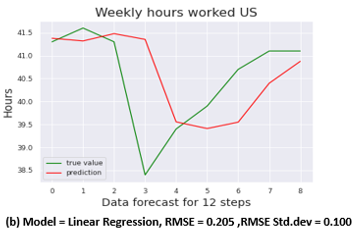 Weekly hours worked US
41.5
41.0
40.5
40.0
39.5
39.0
38.5
Hours
true value
prediction
0 1 2 3 4 5 6 7 8
Data forecast for 12 steps
(b) Model = Linear Regression, RMSE = 0.205 ,RMSE Std.dev = 0.100